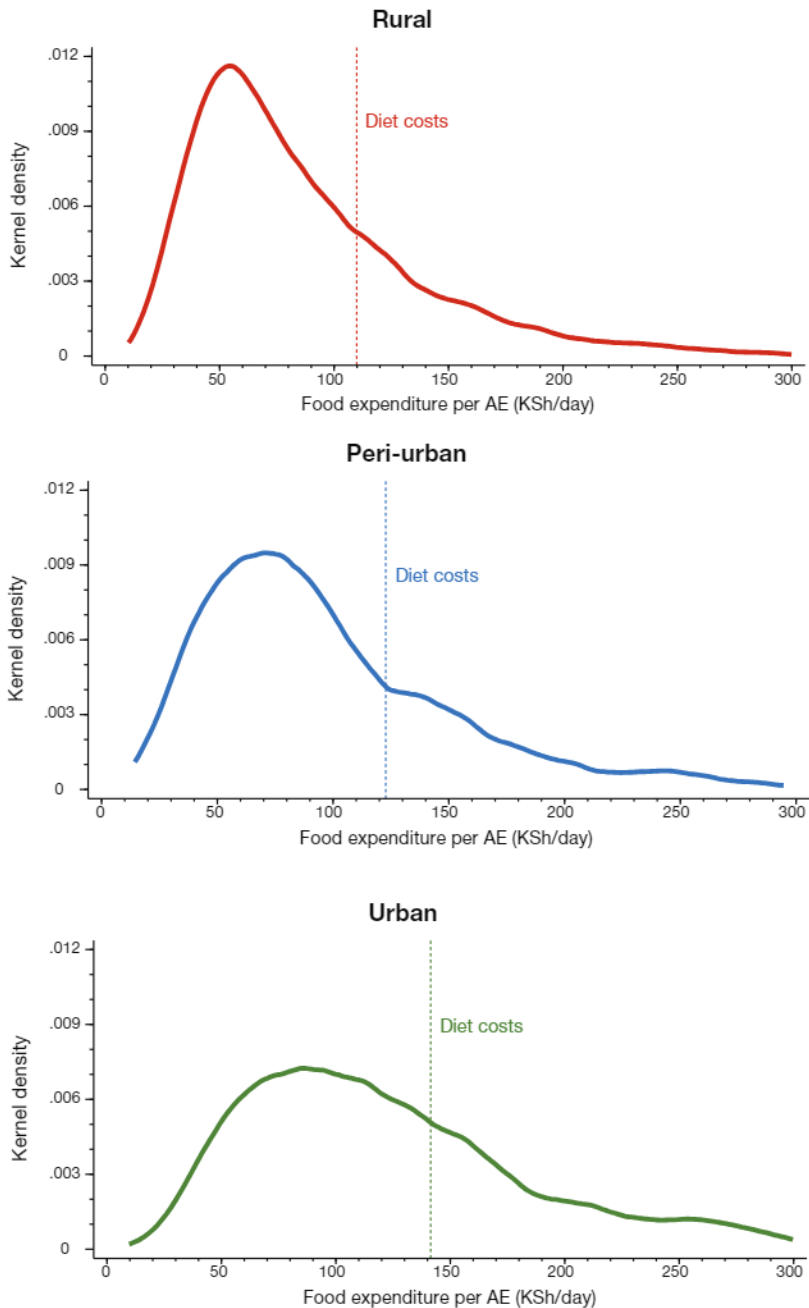 Rural
.012
.009
.006
.003
0
Kernel density
Diet costs
0 50 100 150 200 250 300
Food expenditure per AE (KSh/day)
Peri-urban
.012
.009
.006
.003
0
Kernel density
Diet costs
0 50 100 150 200 250 300
Food expenditure per AE (KSh/day)
Urban
.012
.009
.006
.003
0
Kernel density
Diet costs
0 50 100 150 200 250 300
Food expenditure per AE (KSh/day)